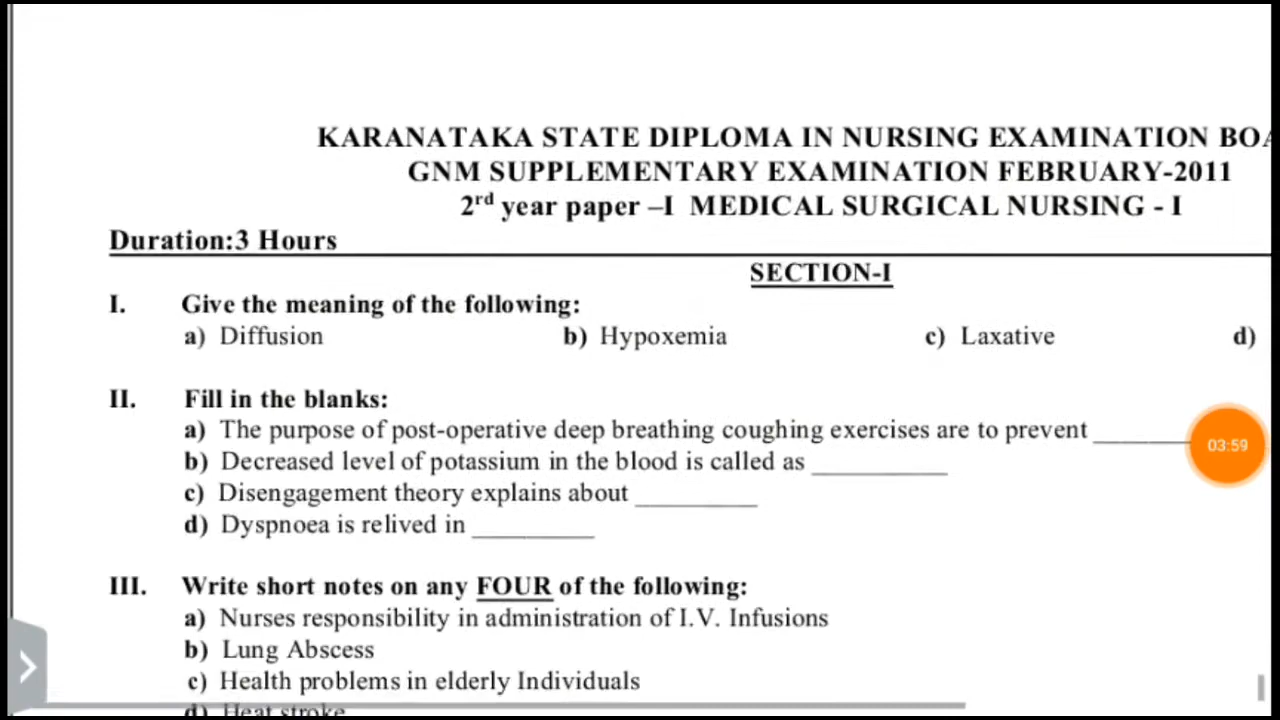 KARANATAKA STATE DIPLOMA IN NURSING EXAMINATION
GNM SUPPLEMENTARY EXAMINATION FEBRUARY-2011
2rd year paper –I MEDICAL SURGICAL NURSING - I
Duration:3 Hours
SECTION-I
I. Give the meaning of the following:
a) Diffusion b) Hypoxemia c) Laxative d)
II. Fill in the blanks:
a) The purpose of post-operative deep breathing coughing exercises are to prevent ________
03:59
b) Decreased level of potassium in the blood is called as __________
c) Disengagement theory explains about _________
d) Dyspnoea is relived in _________
III. Write short notes on any FOUR of the following:
a) Nurses responsibility in administration of I.V. Infusions
b) Lung Abscess
c) Health problems in elderly Individuals
d) Heat stroke